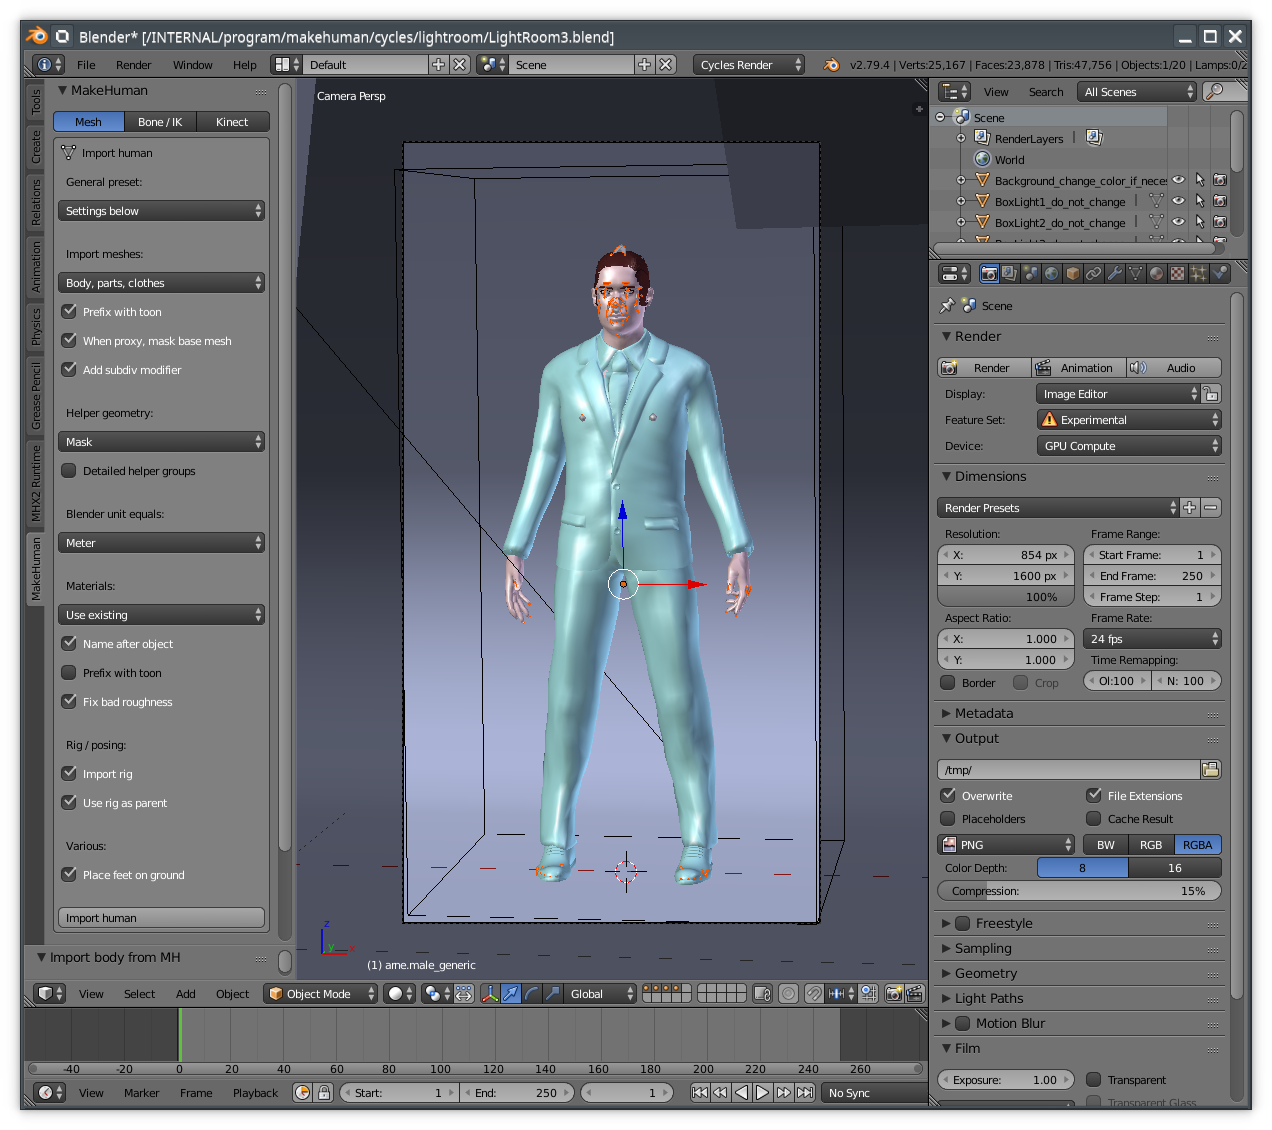 Blender* [/INTERNAL/program/makehuman/cycles/lightroom/LightRoom3.blend]
File Render Window Help Default Scene Cycles Render v2.79.4 | Verts:25,167 | Faces:23,878 | Tris:47,756 | Objects:1/20 | Lamps:0/2
Tools
Create
Relations
Animation
Physics
Grease Pencil
MHX2 Runtime
MakeHuman
MakeHuman
Mesh Bone / IK Kinect
Import human
General preset:
Settings below
Import meshes:
Body, parts, clothes
Prefix with toon
When proxy, mask base mesh
Add subdiv modifier
Helper geometry:
Mask
Detailed helper groups
Blender unit equals:
Meter
Materials:
Use existing
Name after object
Prefix with toon
Fix bad roughness
Rig / posing:
Import rig
Use rig as parent
Various:
Place feet on ground
Import human
Import body from MH
Camera Persp
z
y
x
(1) ame.male_generic
View Select Add Object Object Mode Global
-40 -20 0 20 40 60 80 100 120 140 160 180 200 220 240 260
View Marker Frame Playback Start: 1 End: 250 1 No Sync
View Search All Scenes
Scene
RenderLayers
World
Background_change_color_if_neces
BoxLight1_do_not_change
BoxLight2_do_not_change
Scene
Render
Render Animation Audio
Display: Image Editor
Feature Set: Experimental
Device: GPU Compute
Dimensions
Render Presets
Resolution: Frame Range:
X: 854 px Start Frame: 1
Y: 1600 px End Frame: 250
100% Frame Step: 1
Aspect Ratio: Frame Rate:
X: 1.000 24 fps
Y: 1.000 Time Remapping:
Border Crop Ol:100 N: 100
Metadata
Output
/tmp/
Overwrite File Extensions
Placeholders Cache Result
PNG BW RGB RGBA
Color Depth: 8 16
Compression: 15%
Freestyle
Sampling
Geometry
Light Paths
Motion Blur
Film
Exposure: 1.00 Transparent
Transparent Glass